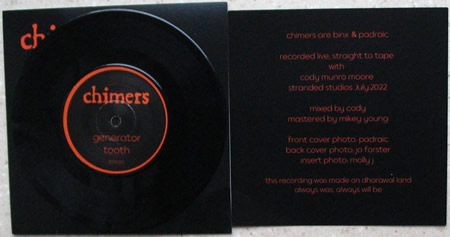 chi
chimers
generator
tooth
chimers are binx & padraic
recorded live, straight to tape
with
cody munro moore
stranded studios July 2022
mixed by cody
mastered by mikey young
front cover photo: padraic
back cover photo: jo forster
insert photo: molly j
this recording was made on dharawal land
always was, always will be